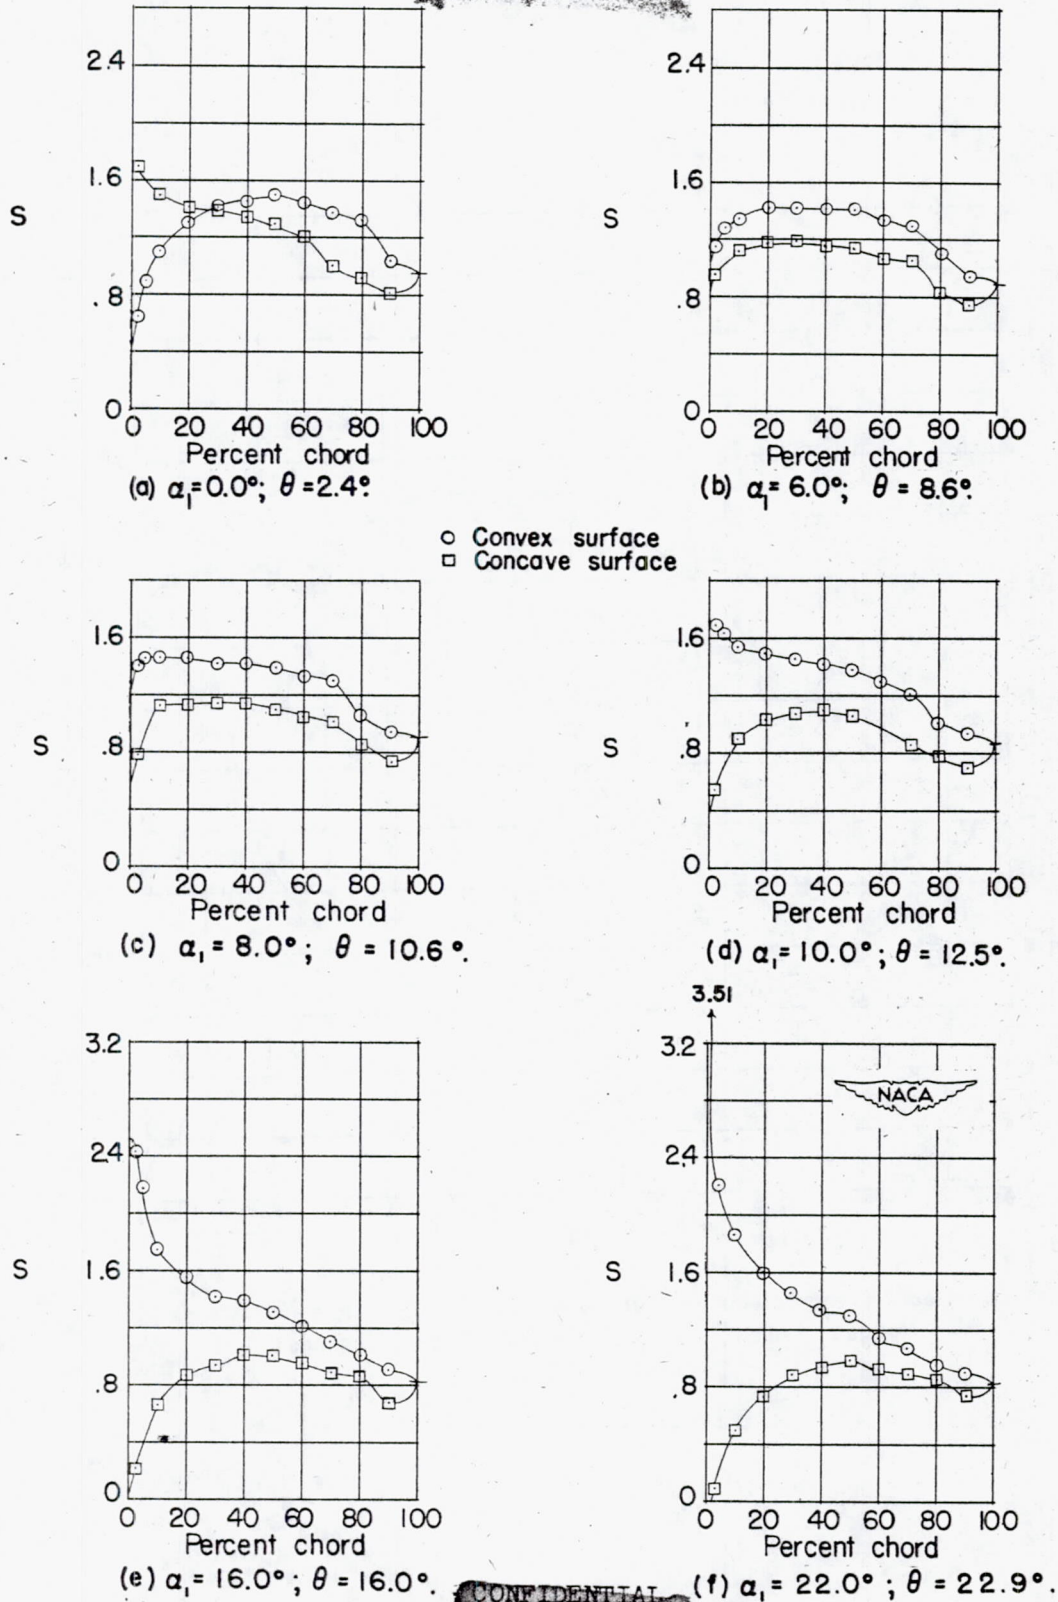 2.4
1.6
S
.8
0
0 20 40 60 80 100
Percent chord
(a) α₁=0.0°; θ=2.4°.
2.4
1.6
S
.8
0
0 20 40 60 80 100
Percent chord
(b) α₁= 6.0°; θ = 8.6°.
○ Convex surface
□ Concave surface
1.6
S
.8
0
0 20 40 60 80 100
Percent chord
(c) α₁ = 8.0°; θ = 10.6°.
1.6
S
.8
0
0 20 40 60 80 100
Percent chord
(d) α₁= 10.0°; θ = 12.5°.
3.2
2.4
1.6
S
.8
0
0 20 40 60 80 100
Percent chord
(e) α₁= 16.0°; θ = 16.0°.
3.51
3.2
NACA
2.4
1.6
S
.8
0
0 20 40 60 80 100
Percent chord
(f) α₁= 22.0°; θ = 22.9°.
CONFIDENTIAL